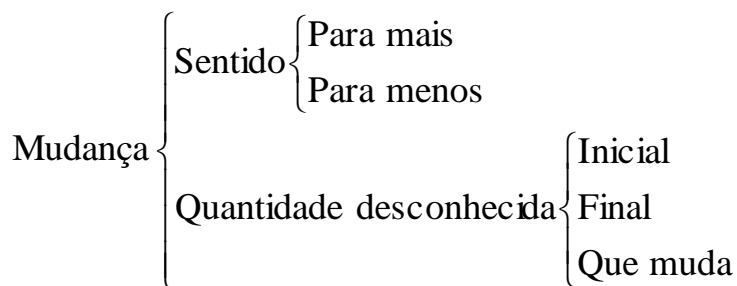 Mudança
Sentido
Para mais
Para menos
Quantidade desconhecida
Inicial
Final
Que muda